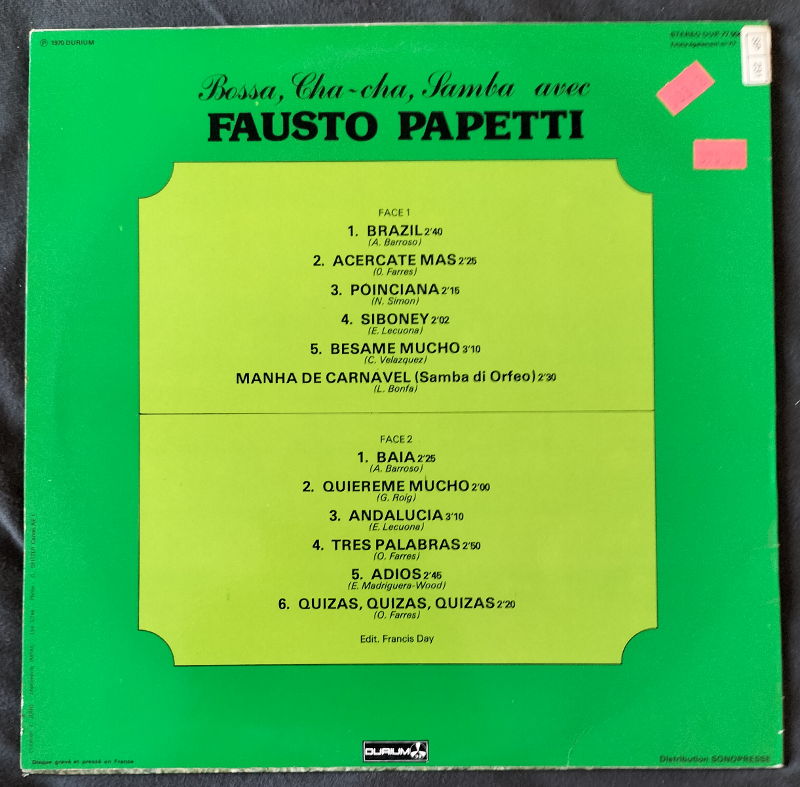 ℗ 1970 DURIUM
STEREO DUR 77
Bossa, Cha-cha, Samba avec
FAUSTO PAPETTI
FACE 1
1. BRAZIL 2'40
(A. Barroso)
2. ACERCATE MAS 2'25
(O. Farres)
3. POINCIANA 2'15
(N. Simon)
4. SIBONEY 2'02
(E. Lecuona)
5. BESAME MUCHO 3'10
(C. Velazquez)
MANHA DE CARNAVEL (Samba di Orfeo) 2'30
(L. Bonfa)
FACE 2
1. BAIA 2'25
(A. Barroso)
2. QUIEREME MUCHO 2'00
(G. Roig)
3. ANDALUCIA 3'10
(E. Lecuona)
4. TRES PALABRAS 2'50
(O. Farres)
5. ADIOS 2'45
(E. Madriguera-Wood)
6. QUIZAS, QUIZAS, QUIZAS 2'20
(O. Farres)
Edit. Francis Day
DURIUM
Disque gravé et pressé en France
Distribution SONOPRESSE